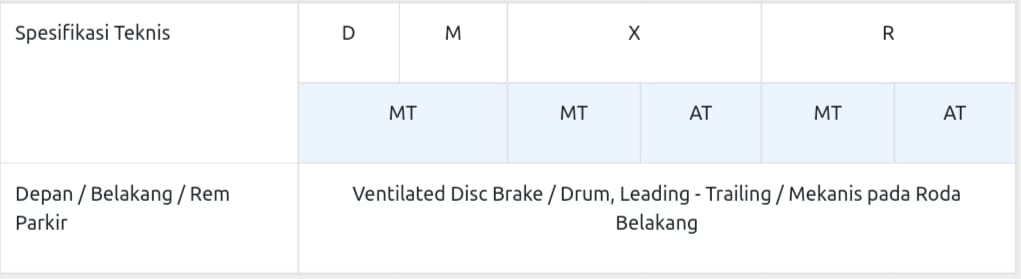 Spesifikasi Teknis D M X R
MT MT AT MT AT
Depan / Belakang / Rem Parkir
Ventilated Disc Brake / Drum, Leading - Trailing / Mekanis pada Roda
Belakang